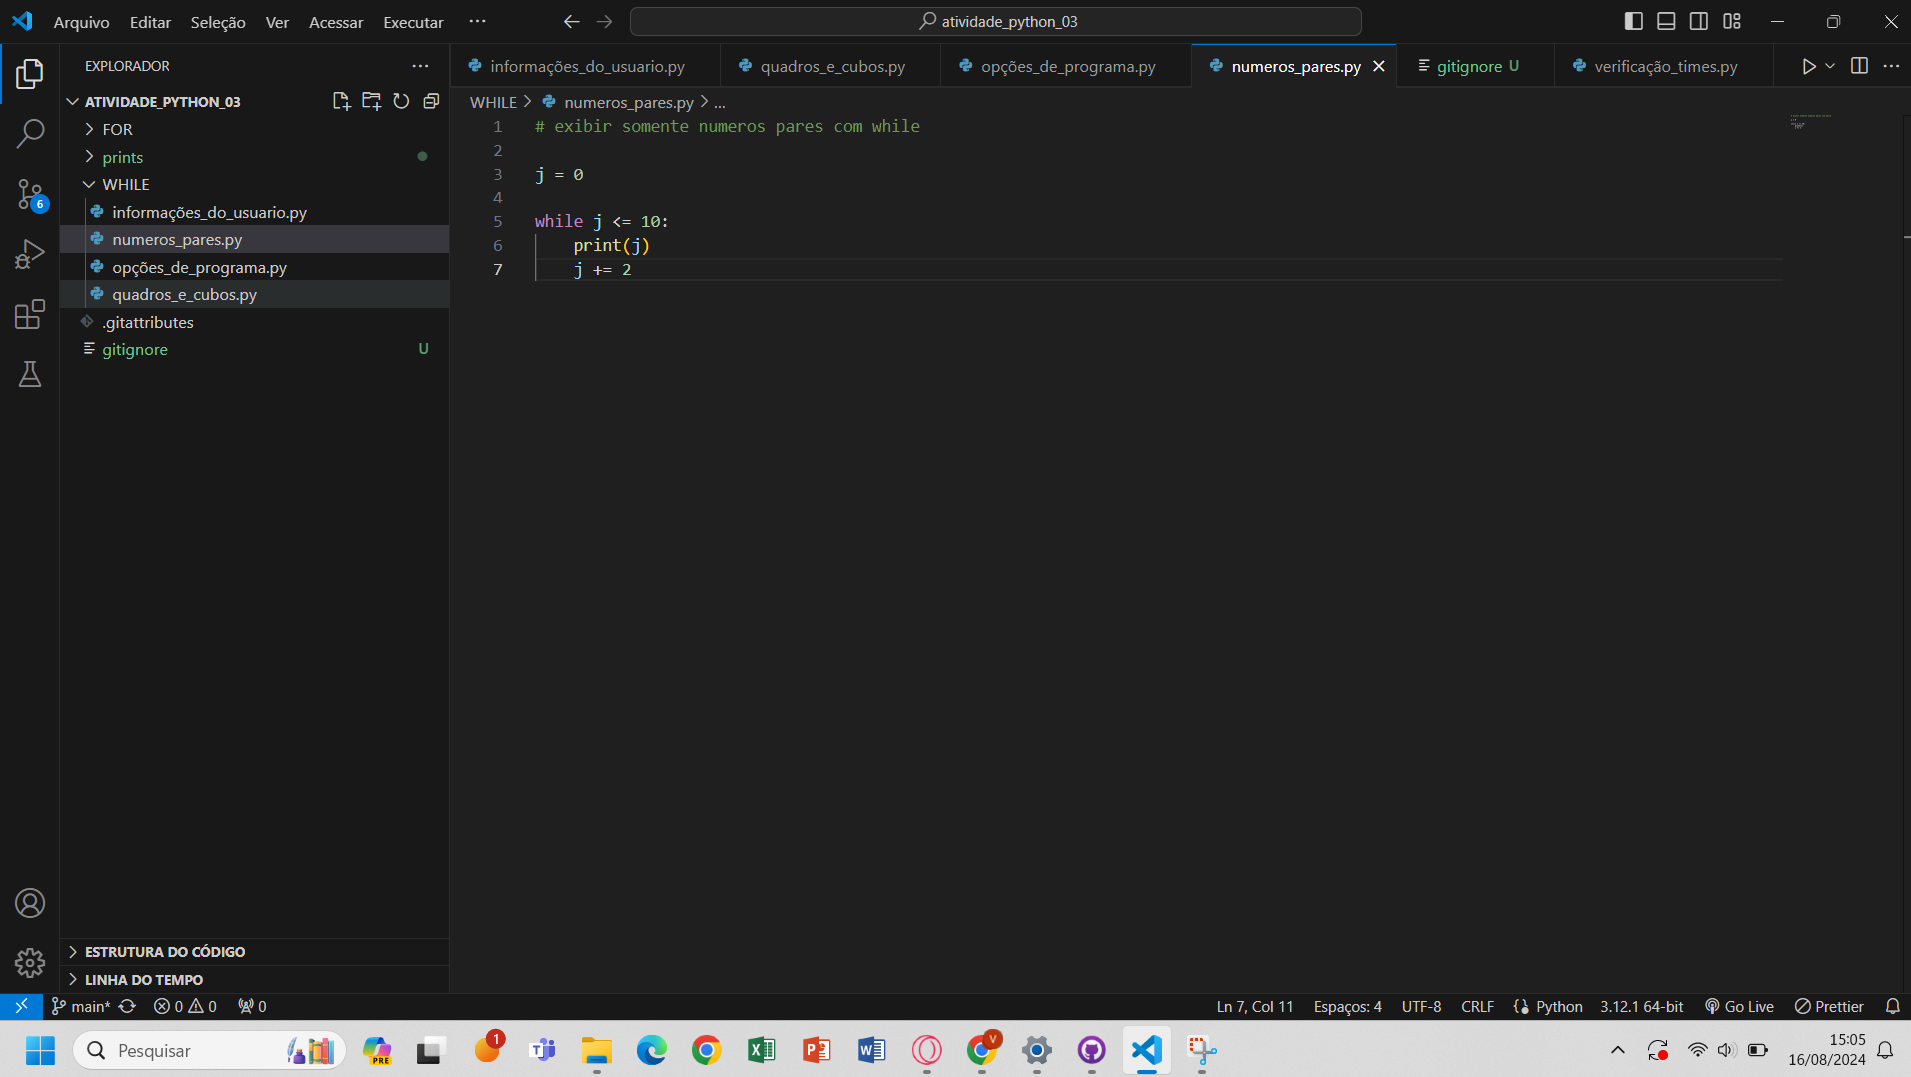 Arquivo Editar Seleção Ver Acessar Executar ···
atividade_python_03
EXPLORADOR
informações_do_usuario.py quadros_e_cubos.py opções_de_programa.py numeros_pares.py gitignore U verificação_times.py
ATIVIDADE_PYTHON_03
FOR
prints
WHILE
informações_do_usuario.py
numeros_pares.py
opções_de_programa.py
quadros_e_cubos.py
.gitattributes
gitignore U
6
WHILE > numeros_pares.py > ...
1 # exibir somente numeros pares com while
2
3 j = 0
4
5 while j <= 10:
6 print(j)
7 j += 2
ESTRUTURA DO CÓDIGO
LINHA DO TEMPO
main* 0 0 0
Ln 7, Col 11 Espaços: 4 UTF-8 CRLF {} Python 3.12.1 64-bit Go Live Prettier
Pesquisar
PRE
1
V
15:05
16/08/2024